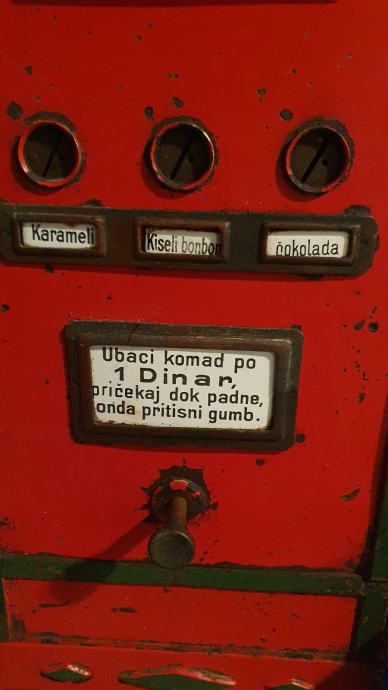 Karameli
Kiseli bonbon
čokolada
Ubaci komad po
1 Dinar,
pričekaj dok padne,
onda pritisni gumb.